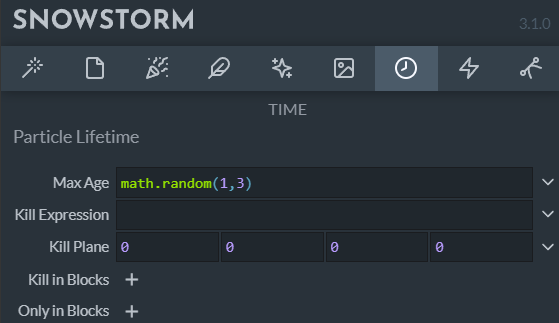 SNOWSTORM
3.1.0
TIME
Particle Lifetime
Max Age math.random(1,3)
Kill Expression
Kill Plane 0 0 0 0
Kill in Blocks +
Only in Blocks +